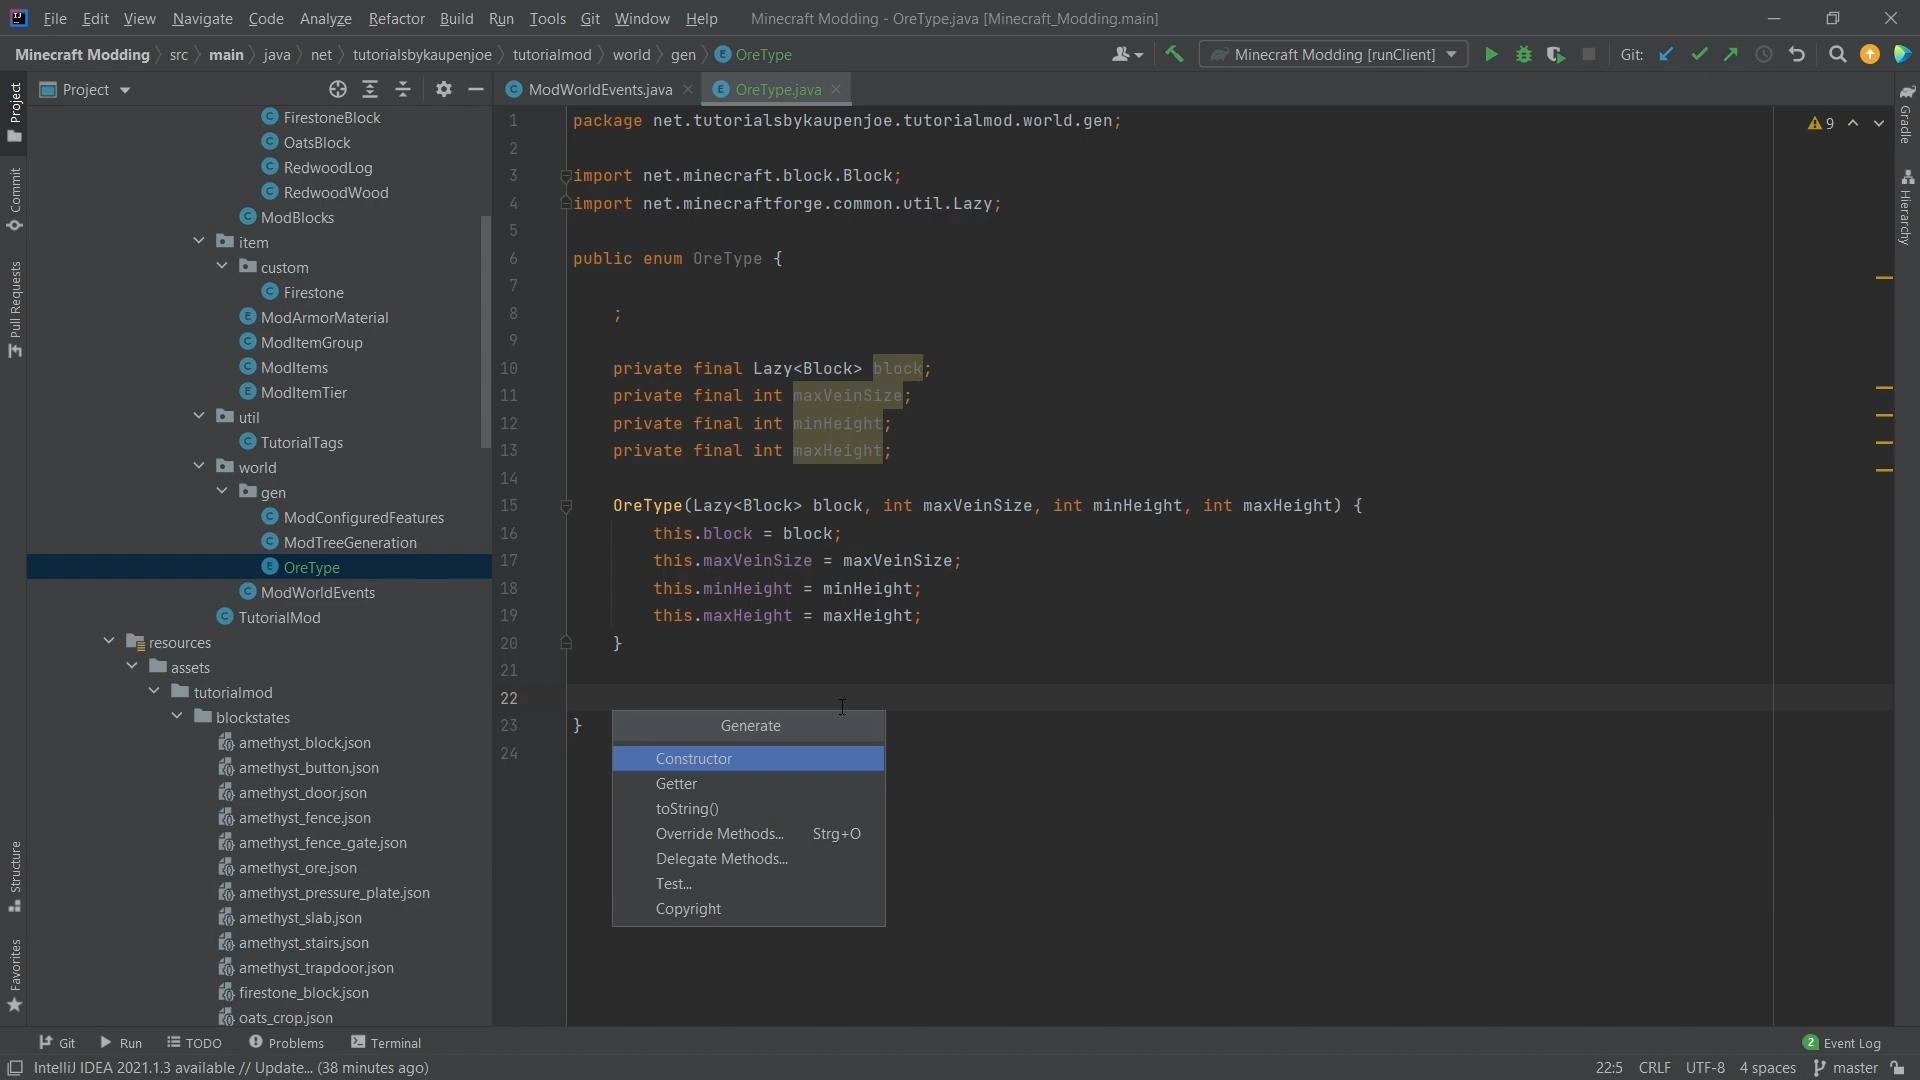 File Edit View Navigate Code Analyze Refactor Build Run Tools Git Window Help Minecraft Modding - OreType.java [Minecraft_Modding.main]
Minecraft Modding src main java net tutorialsbykaupenjoe tutorialmod world gen OreType Minecraft Modding [runClient] Git:
Project
ModWorldEvents.java OreType.java
Project
Commit
Pull Requests
Structure
Favorites
FirestoneBlock
OatsBlock
RedwoodLog
RedwoodWood
ModBlocks
item
custom
Firestone
ModArmorMaterial
ModItemGroup
ModItems
ModItemTier
util
TutorialTags
world
gen
ModConfiguredFeatures
ModTreeGeneration
OreType
ModWorldEvents
TutorialMod
resources
assets
tutorialmod
blockstates
amethyst_block.json
amethyst_button.json
amethyst_door.json
amethyst_fence.json
amethyst_fence_gate.json
amethyst_ore.json
amethyst_pressure_plate.json
amethyst_slab.json
amethyst_stairs.json
amethyst_trapdoor.json
firestone_block.json
oats_crop.json
1 package net.tutorialsbykaupenjoe.tutorialmod.world.gen;
2
3 import net.minecraft.block.Block;
4 import net.minecraftforge.common.util.Lazy;
5
6 public enum OreType {
7
8 ;
9
10 private final Lazy<Block> block;
11 private final int maxVeinSize;
12 private final int minHeight;
13 private final int maxHeight;
14
15 OreType(Lazy<Block> block, int maxVeinSize, int minHeight, int maxHeight) {
16 this.block = block;
17 this.maxVeinSize = maxVeinSize;
18 this.minHeight = minHeight;
19 this.maxHeight = maxHeight;
20 }
21
22
23 }
24
9
Generate
Constructor
Getter
toString()
Override Methods... Strg+O
Delegate Methods...
Test...
Copyright
Gradle
Hierarchy
Git Run TODO Problems Terminal 2 Event Log
IntelliJ IDEA 2021.1.3 available // Update... (38 minutes ago) 22:5 CRLF UTF-8 4 spaces master